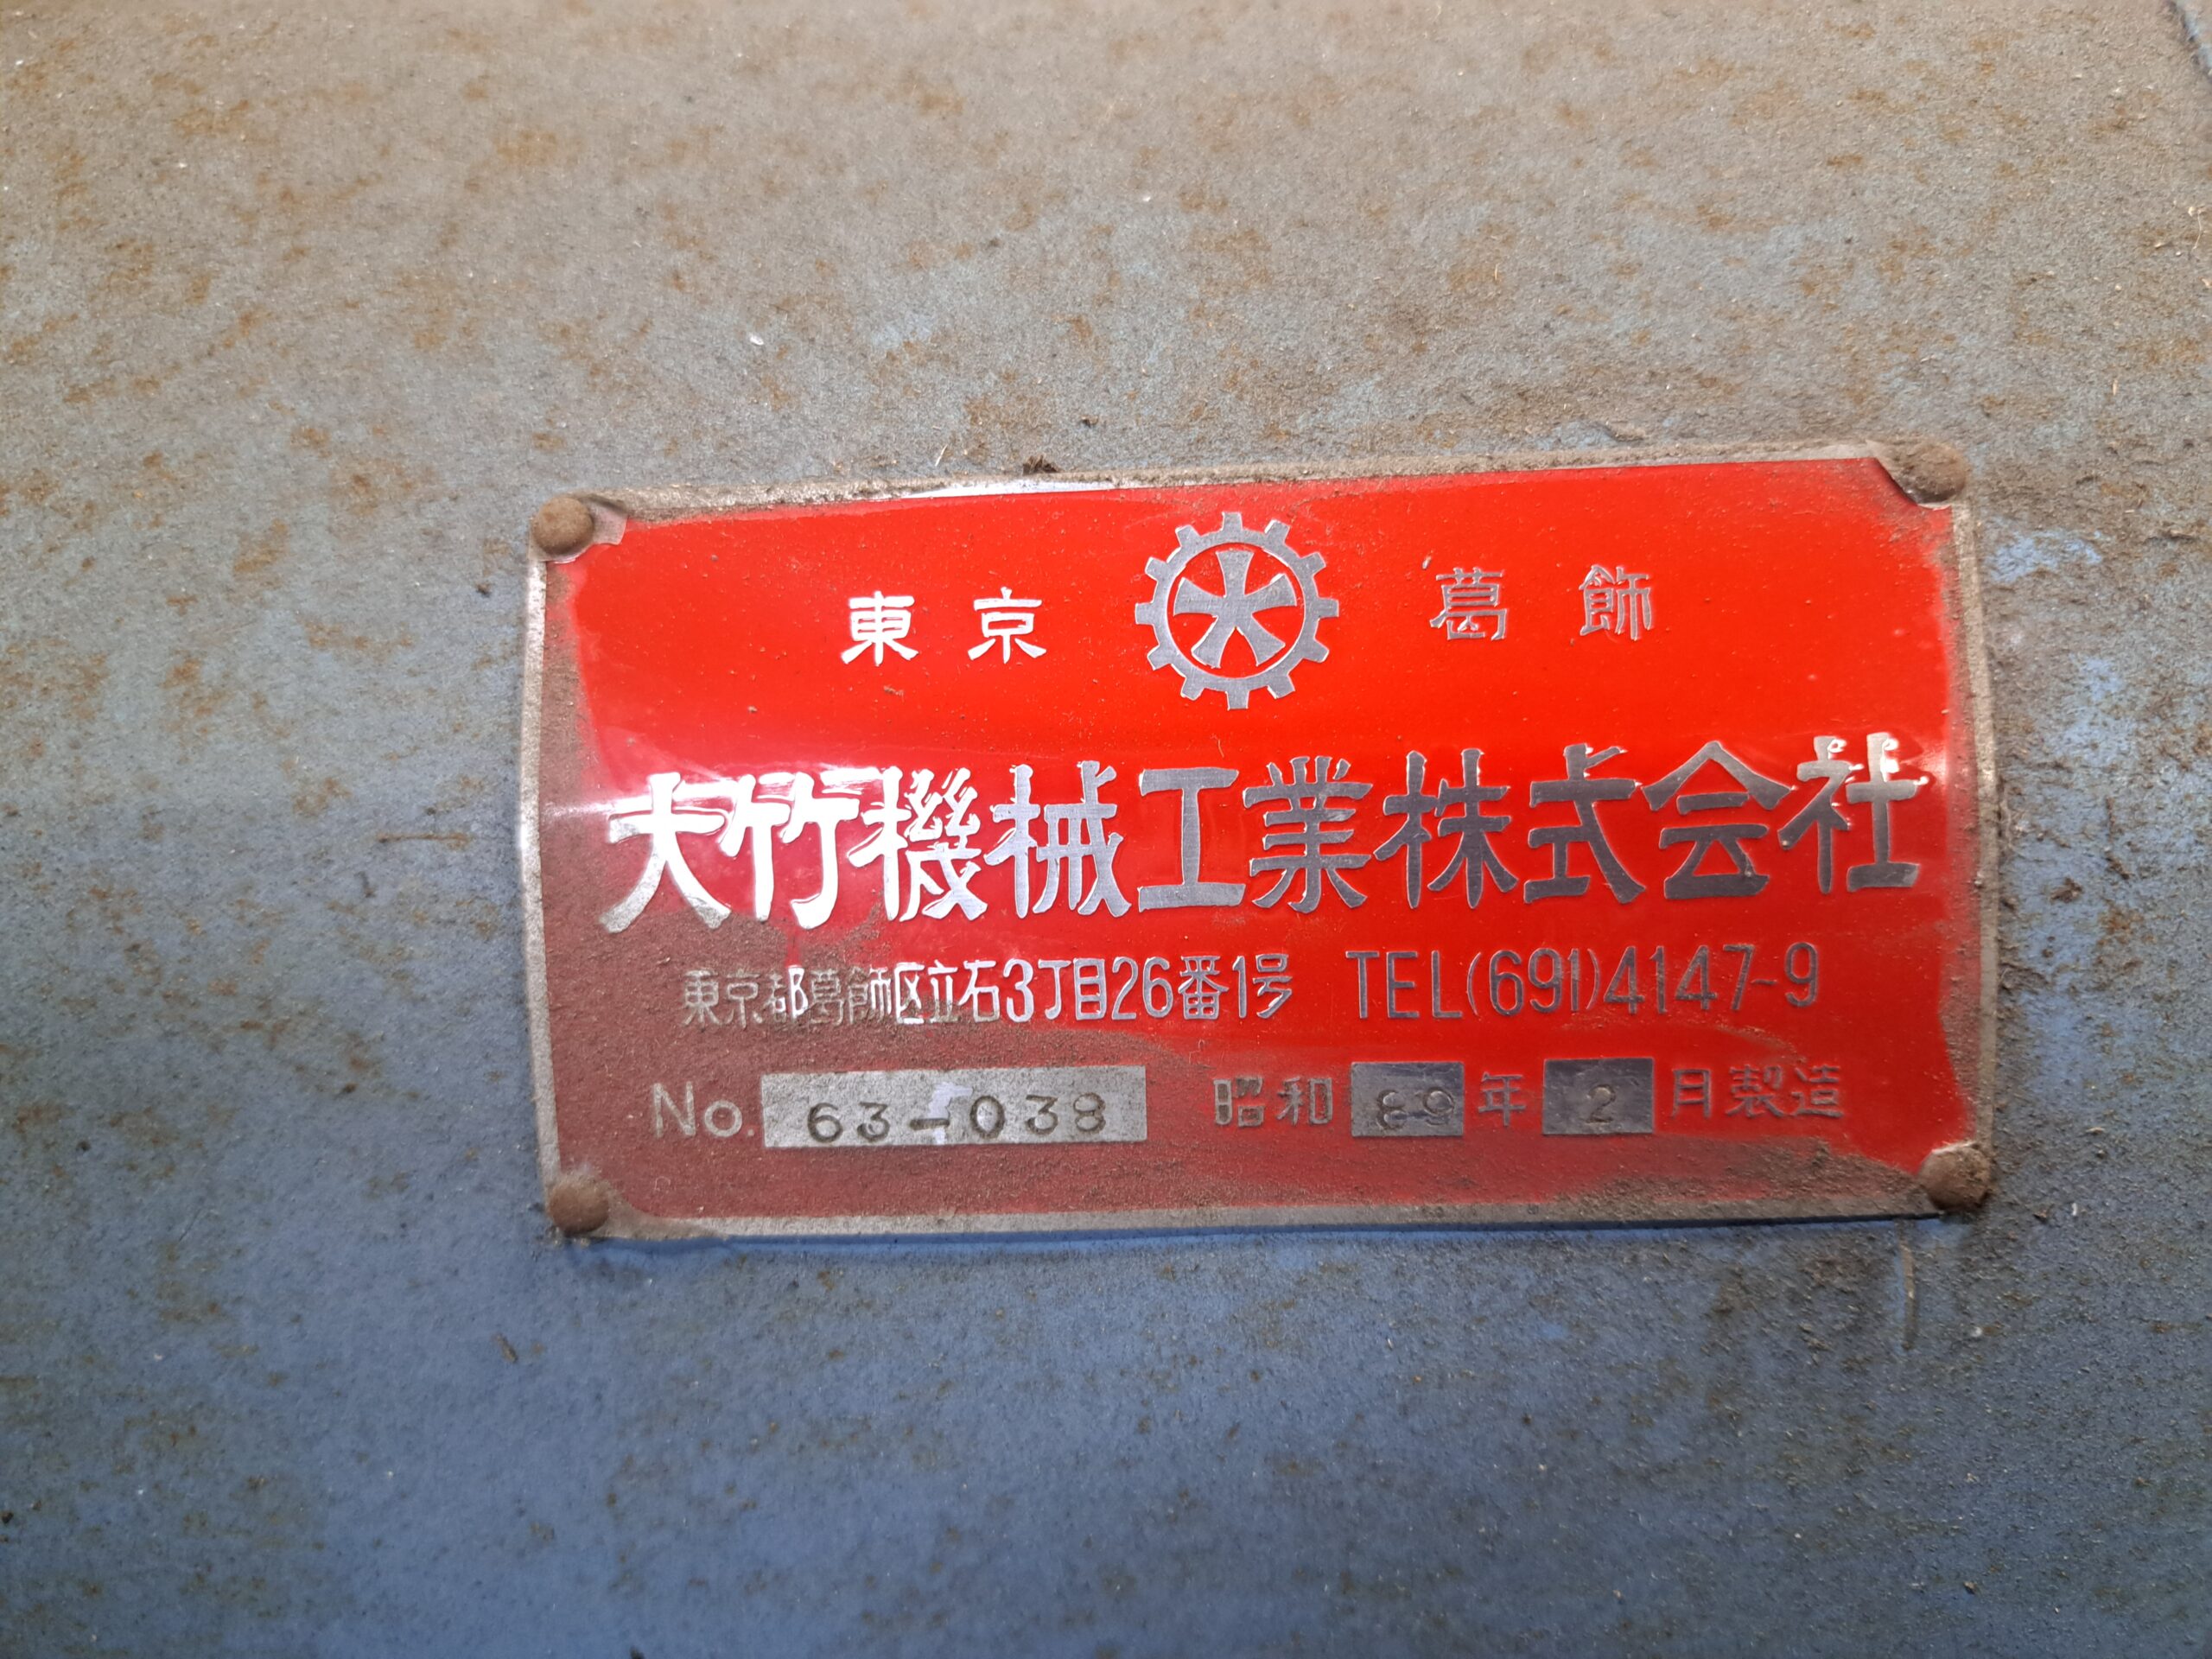 東京 大 葛飾
大竹機械工業株式会社
東京都葛飾区立石3丁目26番1号 TEL(691)4147-9
No. 63-038 昭和 89 年 2 月製造